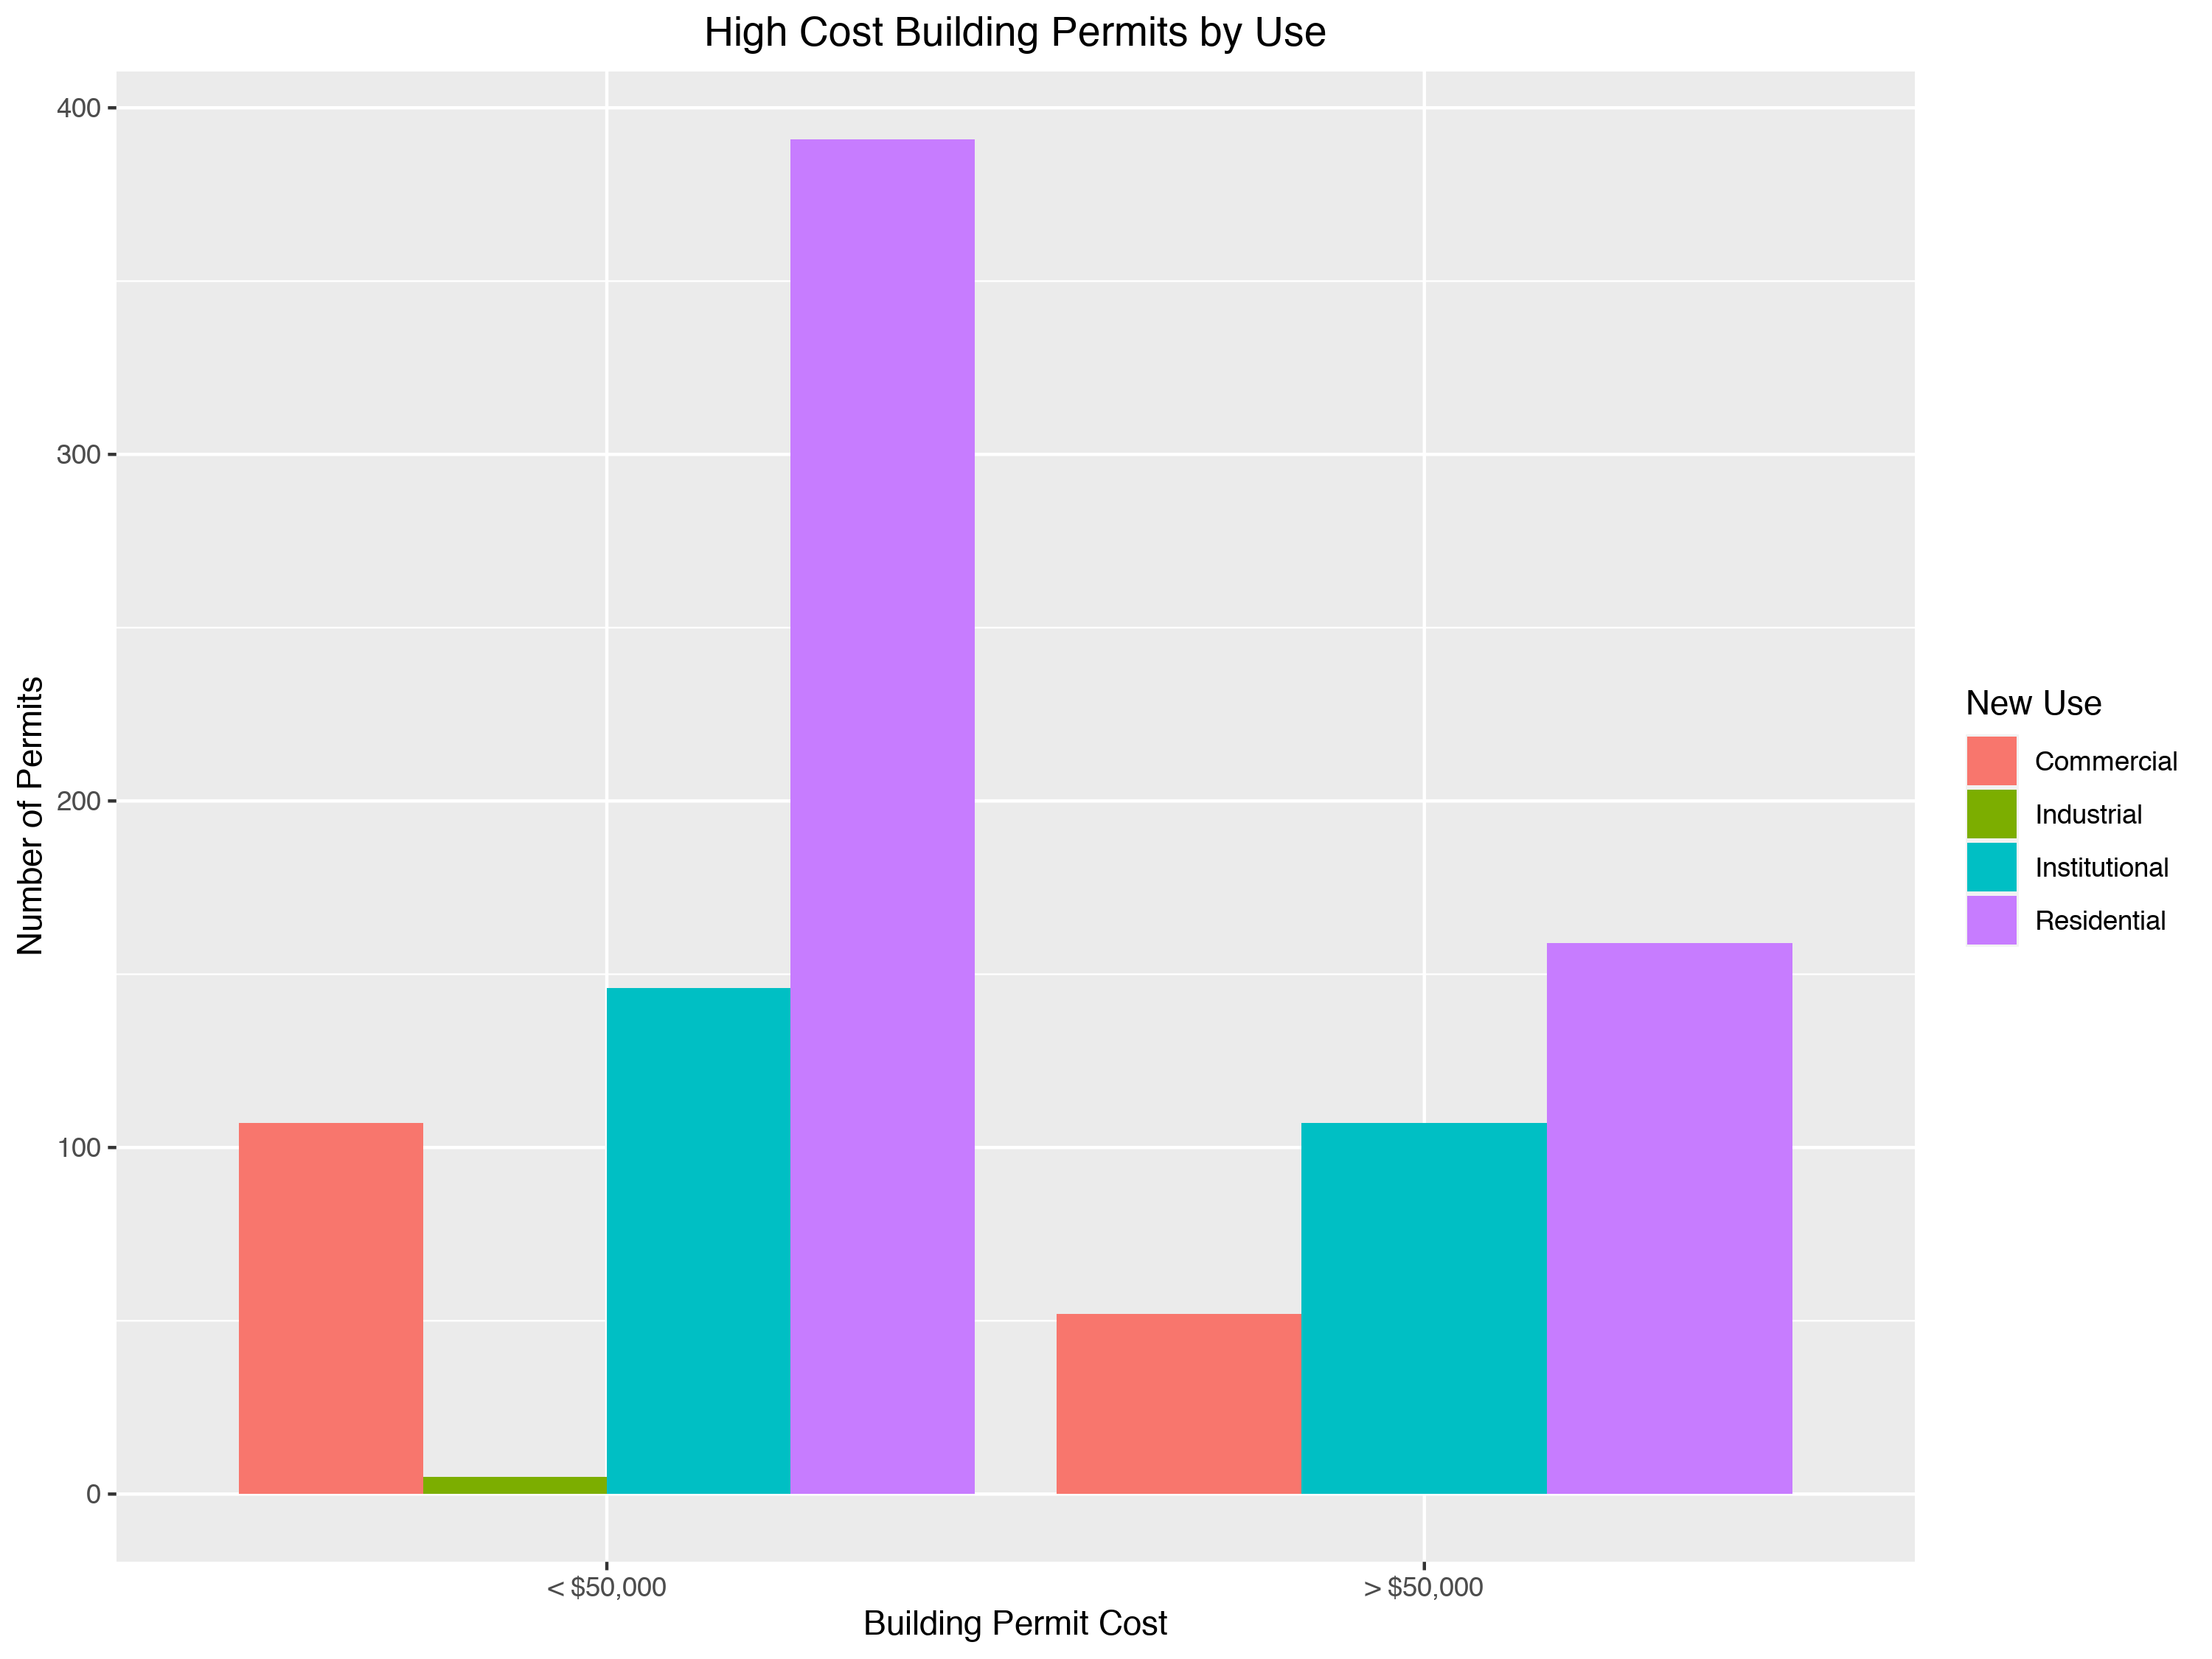 High Cost Building Permits by Use
400
300
200
100
0
Number of Permits
< $50,000
> $50,000
Building Permit Cost
New Use
Commercial
Industrial
Institutional
Residential